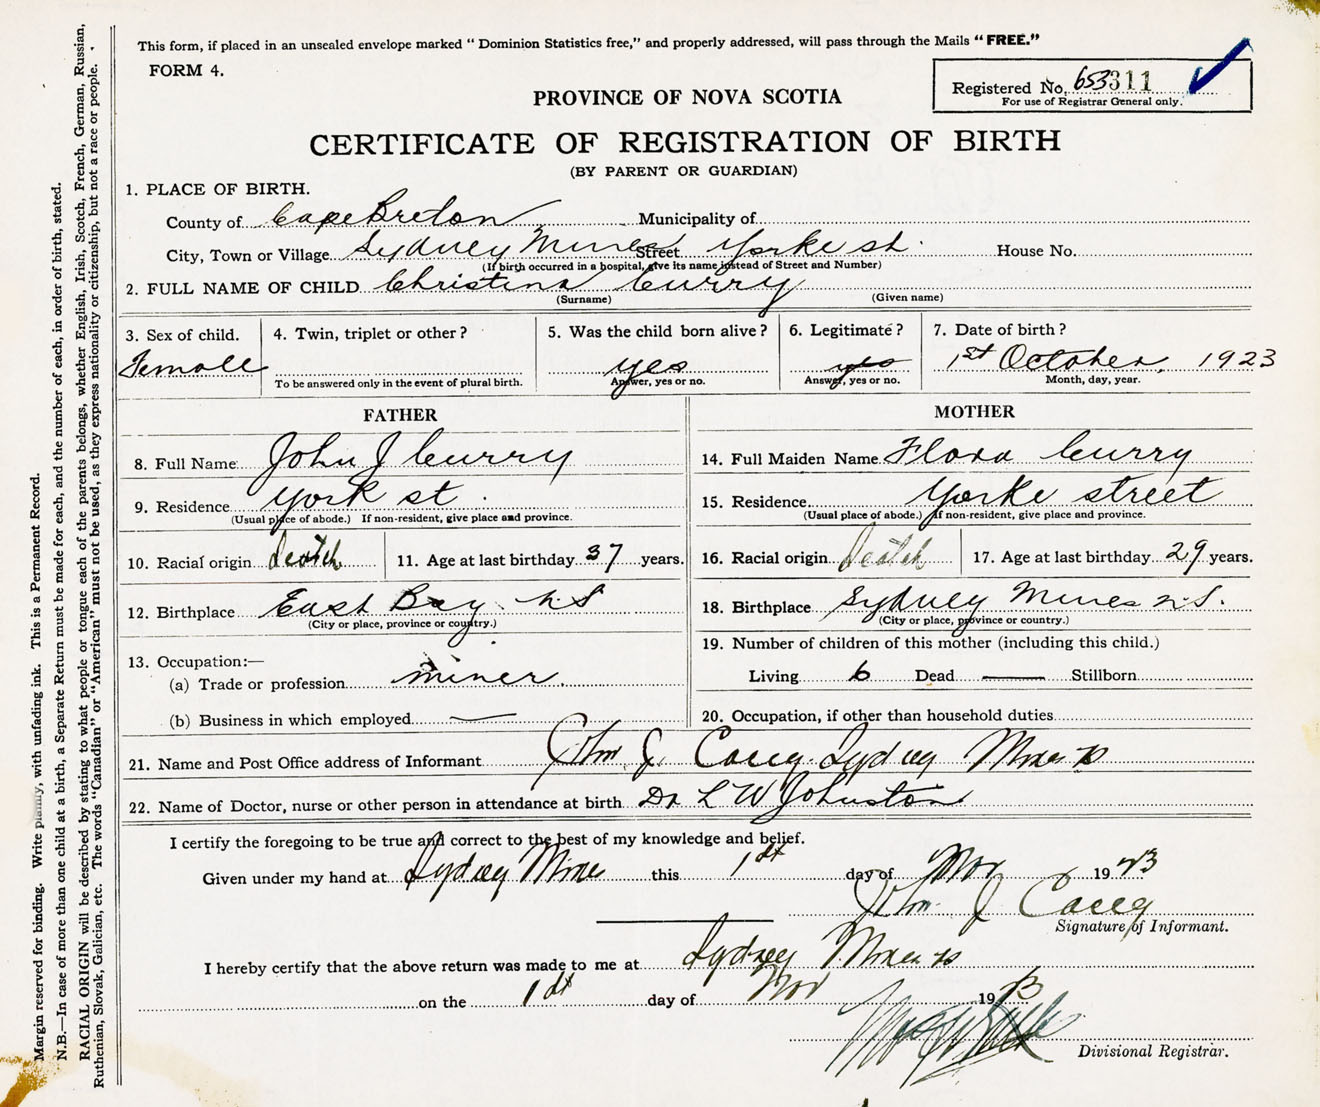 This form, if placed in an unsealed envelope marked "Dominion Statistics free," and properly addressed, will pass through the Mails "FREE."
FORM 4.
Registered No. 653311
For use of Registrar General only.
PROVINCE OF NOVA SCOTIA
CERTIFICATE OF REGISTRATION OF BIRTH
(BY PARENT OR GUARDIAN)
1. PLACE OF BIRTH.
County of Cape Breton Municipality of
City, Town or Village Sydney Mines Street Yorke st. House No.
(If birth occurred in a hospital, give its name instead of Street and Number)
2. FULL NAME OF CHILD Christina Curry
(Surname) (Given name)
3. Sex of child. 4. Twin, triplet or other? 5. Was the child born alive? 6. Legitimate? 7. Date of birth?
Female yes yes 1st October, 1923
To be answered only in the event of plural birth. Answer, yes or no. Answer, yes or no. Month, day, year.
FATHER
8. Full Name John J Curry
9. Residence York st.
(Usual place of abode.) If non-resident, give place and province.
10. Racial origin Scotch 11. Age at last birthday 37 years.
12. Birthplace East Bay N S
(City or place, province or country.)
13. Occupation:—
(a) Trade or profession miner.
(b) Business in which employed —
MOTHER
14. Full Maiden Name Flora Curry
15. Residence Yorke street
(Usual place of abode.) If non-resident, give place and province.
16. Racial origin Scotch 17. Age at last birthday 29 years.
18. Birthplace Sydney Mines N.S.
(City or place, province or country.)
19. Number of children of this mother (including this child.)
Living 6 Dead — Stillborn
20. Occupation, if other than household duties
21. Name and Post Office address of Informant John J. Correy Sydney Mines NS
22. Name of Doctor, nurse or other person in attendance at birth Dr L W Johnston
I certify the foregoing to be true and correct to the best of my knowledge and belief.
Given under my hand at Sydney Mines this 1st day of Nov 1923
John J Correy
Signature of Informant.
I hereby certify that the above return was made to me at Sydney Mines NS
on the 1st day of Nov 1923
Divisional Registrar.
Margin reserved for binding. Write plainly, with unfading ink. This is a Permanent Record.
N.B.—In case of more than one child at a birth, a Separate Return must be made for each, and the number of each, in order of birth, stated.
RACIAL ORIGIN will be described by stating to what people or tongue each of the parents belongs, whether English, Irish, Scotch, French, German, Russian,
Ruthenian, Slovak, Galician, etc. The words "Canadian" or "American" must not be used, as they express nationality or citizenship, but not a race or people.